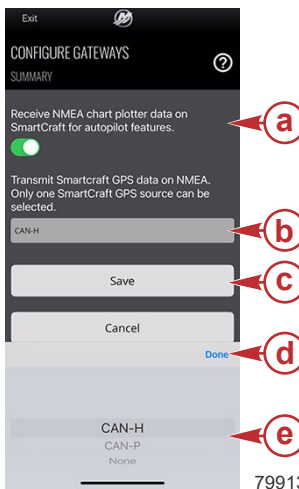 Exit
CONFIGURE GATEWAYS
?
SUMMARY
Receive NMEA chart plotter data on
SmartCraft for autopilot features.
a
Transmit Smartcraft GPS data on NMEA.
Only one SmartCraft GPS source can be
selected.
CAN-H
b
Save
c
Cancel
Done
d
CAN-H
e
CAN-P
None
79913